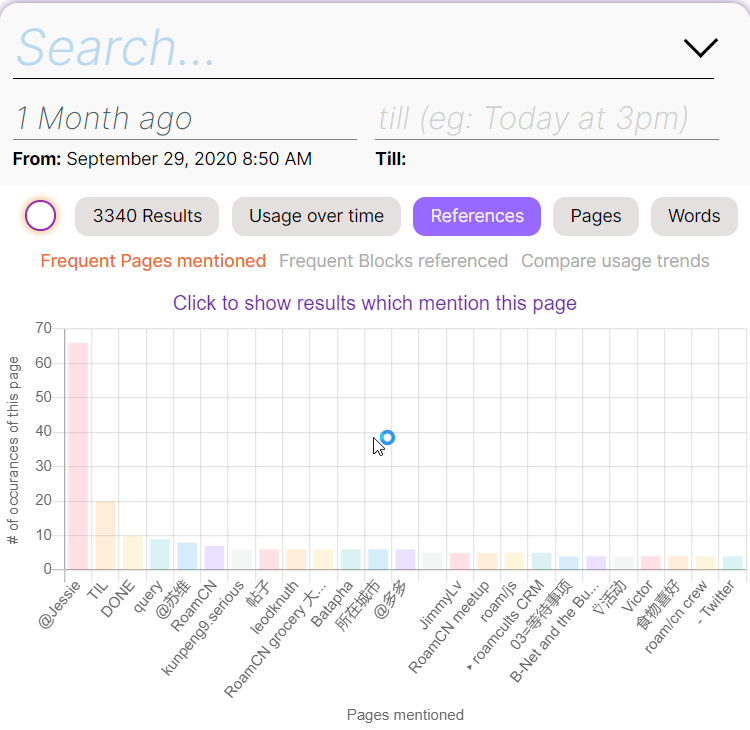 Search...
1 Month ago
till (eg: Today at 3pm)
From: September 29, 2020 8:50 AM
Till:
3340 Results
Usage over time
References
Pages
Words
Frequent Pages mentioned
Frequent Blocks referenced
Compare usage trends
Click to show results which mention this page
# of occurances of this page
70
60
50
40
30
20
10
0
@Jessie
TIL
DONE
query
@苏维
RoamCN
kunpeng9.serious
帖子
leodknuth
RoamCN grocery 大...
Batapha
所在城市
@多多
JimmyLv
RoamCN meetup
roam/js
▸ roamcults CRM
03=等待事项
B-Net and the Bu...
活动
Victor
食物喜好
roam/cn crew
- Twitter
Pages mentioned